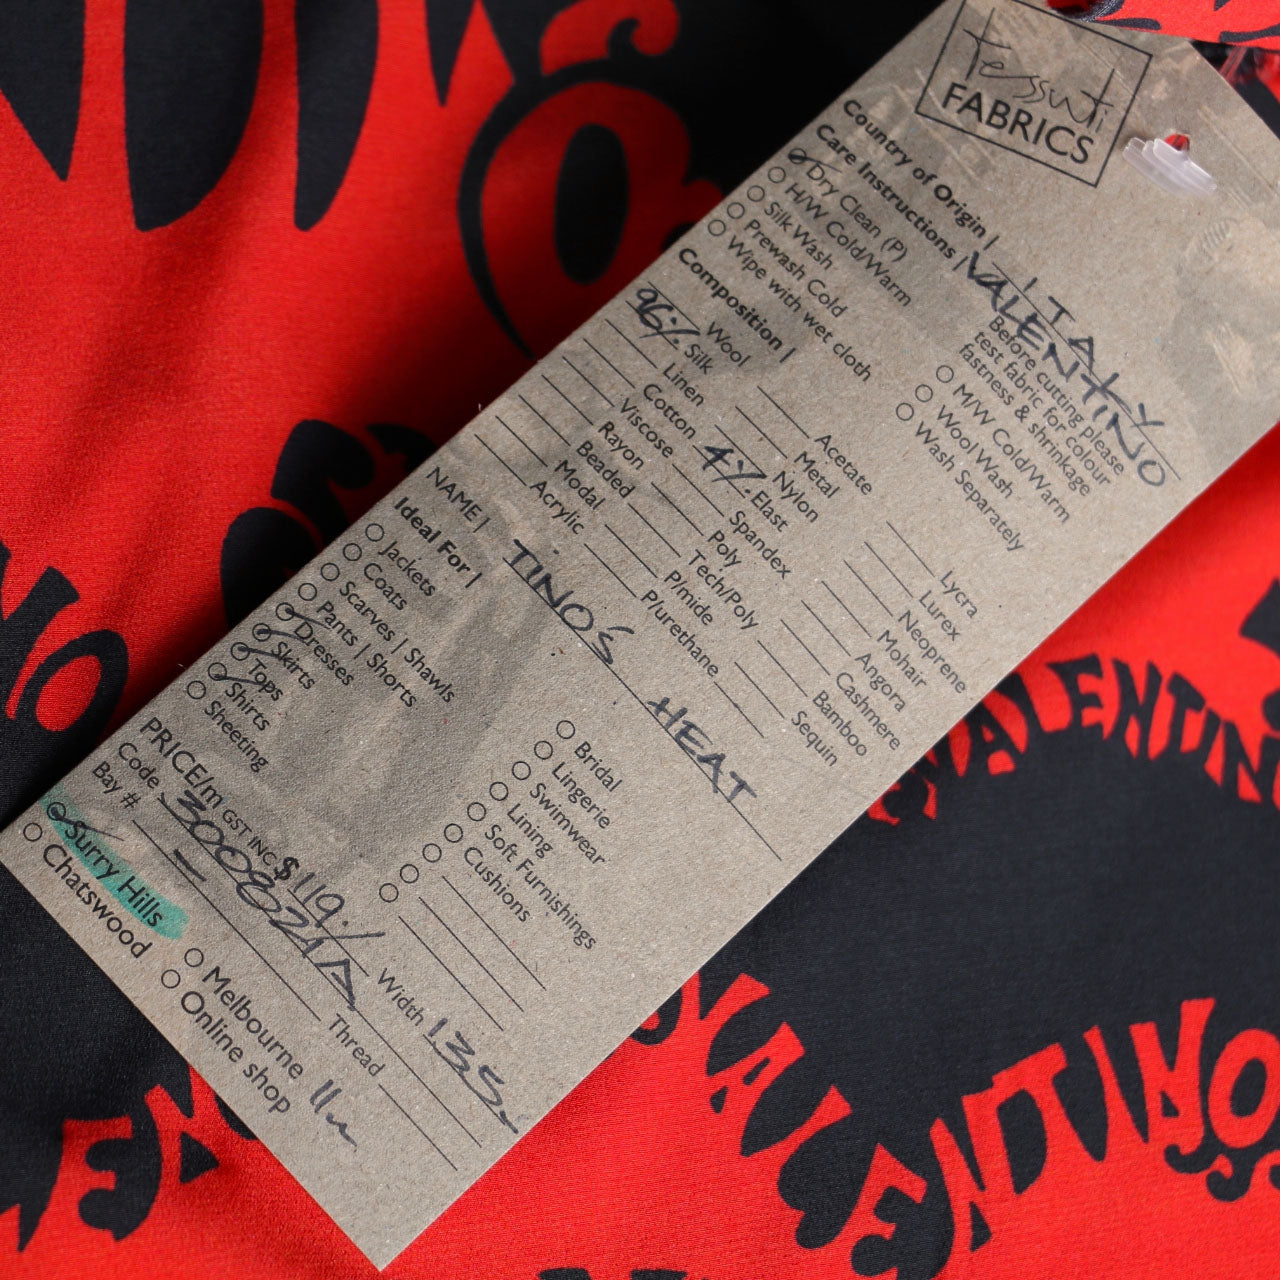 Tessuti
FABRICS
Country of Origin | ITALY
Care Instructions | VALENTINO
Dry Clean (P)
H/W Cold/Warm
Silk Wash
Prewash Cold
Wipe with wet cloth
Before cutting please
test fabric for colour
fastness & shrinkage
M/W Cold/Warm
Wool Wash
Wash Separately
Composition |
Wool
96% Silk
Linen
Cotton
Viscose
Rayon
Beaded
Modal
Acrylic
Acetate
Metal
Nylon
4% Elast
Spandex
Poly
Tech/Poly
P/mide
P/urethane
Lycra
Lurex
Neoprene
Mohair
Angora
Cashmere
Bamboo
Sequin
NAME | TINO'S HEAT
Ideal For |
Jackets
Coats
Scarves | Shawls
Pants | Shorts
Dresses
Skirts
Tops
Shirts
Sheeting
Bridal
Lingerie
Swimwear
Lining
Soft Furnishings
Cushions
PRICE/m GST INC $119./ Width 135
Code 300821A Thread
Bay #
Surry Hills
Chatswood
Melbourne 11m
Online shop
VALENTINO
VALENTINO